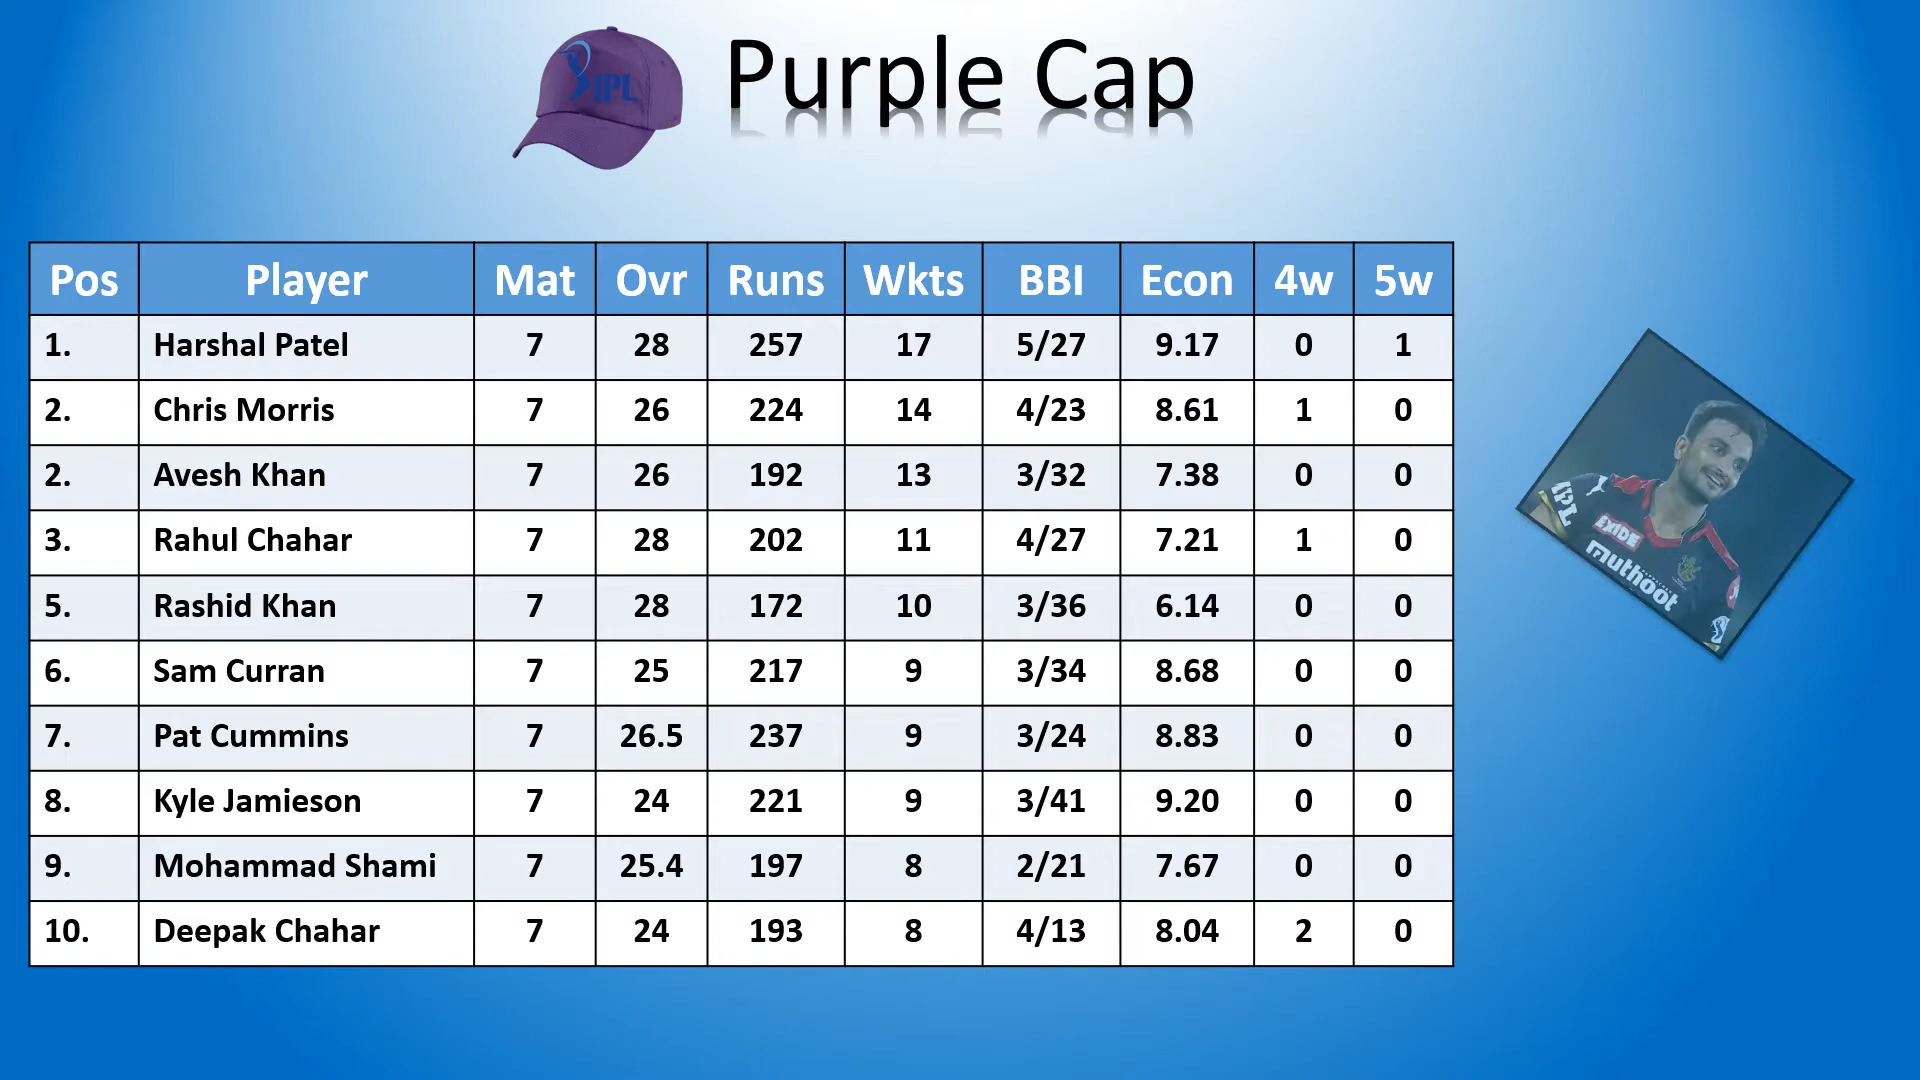 IPL
Purple Cap
Pos Player Mat Ovr Runs Wkts BBI Econ 4w 5w
1. Harshal Patel 7 28 257 17 5/27 9.17 0 1
2. Chris Morris 7 26 224 14 4/23 8.61 1 0
2. Avesh Khan 7 26 192 13 3/32 7.38 0 0
3. Rahul Chahar 7 28 202 11 4/27 7.21 1 0
5. Rashid Khan 7 28 172 10 3/36 6.14 0 0
6. Sam Curran 7 25 217 9 3/34 8.68 0 0
7. Pat Cummins 7 26.5 237 9 3/24 8.83 0 0
8. Kyle Jamieson 7 24 221 9 3/41 9.20 0 0
9. Mohammad Shami 7 25.4 197 8 2/21 7.67 0 0
10. Deepak Chahar 7 24 193 8 4/13 8.04 2 0
IPL
EXIDE
muthoot